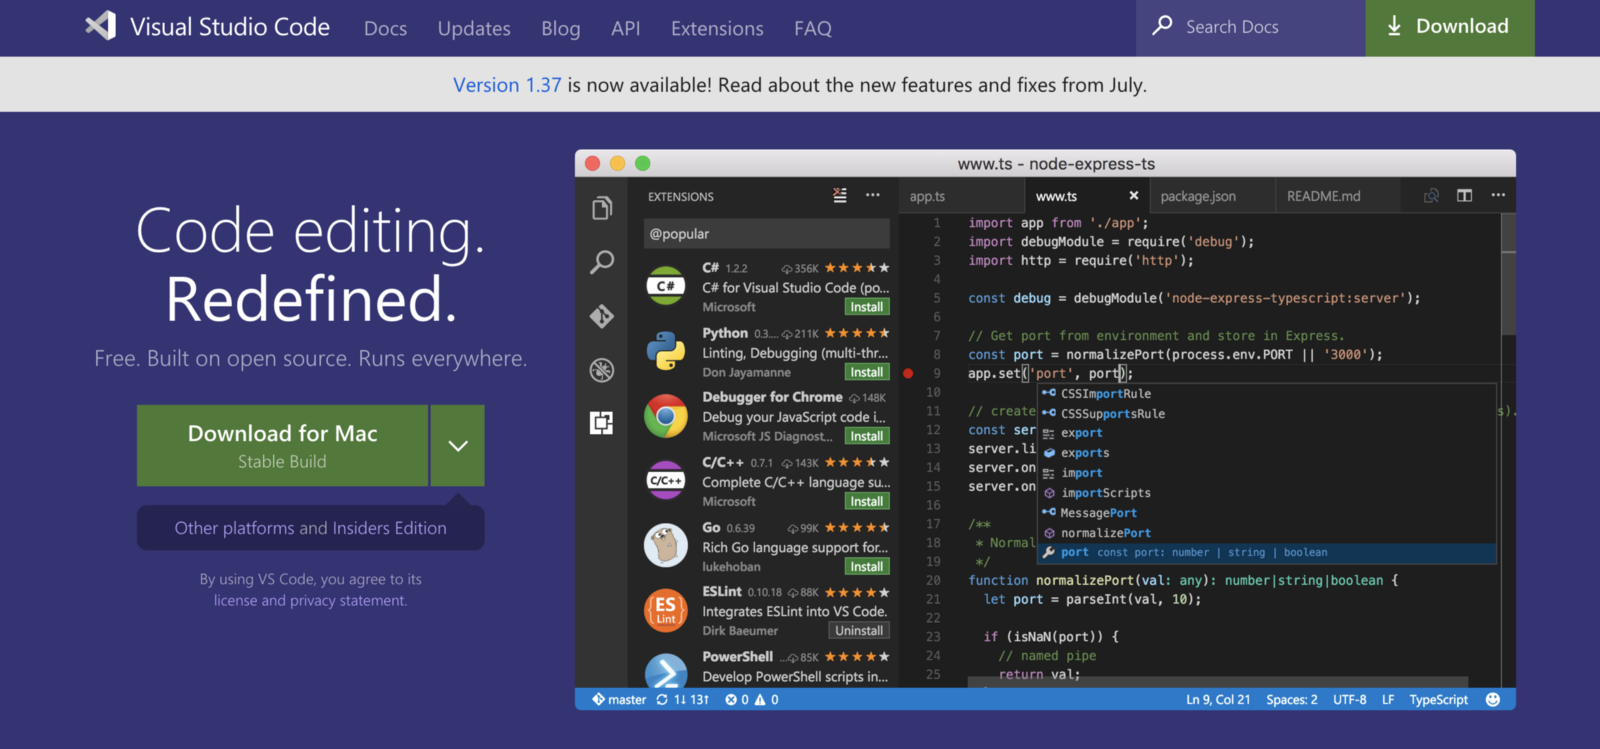 Visual Studio Code Docs Updates Blog API Extensions FAQ Search Docs Download
Version 1.37 is now available! Read about the new features and fixes from July.
Code editing.
Redefined.
Free. Built on open source. Runs everywhere.
Download for Mac
Stable Build
Other platforms and Insiders Edition
By using VS Code, you agree to its
license and privacy statement.
www.ts - node-express-ts
EXTENSIONS
@popular
C# 1.2.2 356K
C# for Visual Studio Code (po...
Microsoft Install
Python 0.3.... 211K
Linting, Debugging (multi-thr...
Don Jayamanne Install
Debugger for Chrome 148K
Debug your JavaScript code i...
Microsoft JS Diagnost... Install
C/C++ 0.7.1 143K
Complete C/C++ language su...
Microsoft Install
Go 0.6.39 99K
Rich Go language support for...
lukehoban Install
ESLint 0.10.18 88K
Integrates ESLint into VS Code.
Dirk Baeumer Uninstall
PowerShell ... 85K
Develop PowerShell scripts in...
C#
C/C++
ES
Lint
app.ts www.ts package.json README.md
1 import app from './app';
2 import debugModule = require('debug');
3 import http = require('http');
4
5 const debug = debugModule('node-express-typescript:server');
6
7 // Get port from environment and store in Express.
8 const port = normalizePort(process.env.PORT || '3000');
9 app.set('port', port);
10
11 // create s).
12 const ser
13 server.li
14 server.on
15 server.on
16
17 /**
18 * Normal
19 */
20 function normalizePort(val: any): number|string|boolean {
21 let port = parseInt(val, 10);
22
23 if (isNaN(port)) {
24 // named pipe
25 return val;
CSSImportRule
CSSSupportsRule
export
exports
import
importScripts
MessagePort
normalizePort
port const port: number | string | boolean
master 1↓ 13↑ 0 0 Ln 9, Col 21 Spaces: 2 UTF-8 LF TypeScript